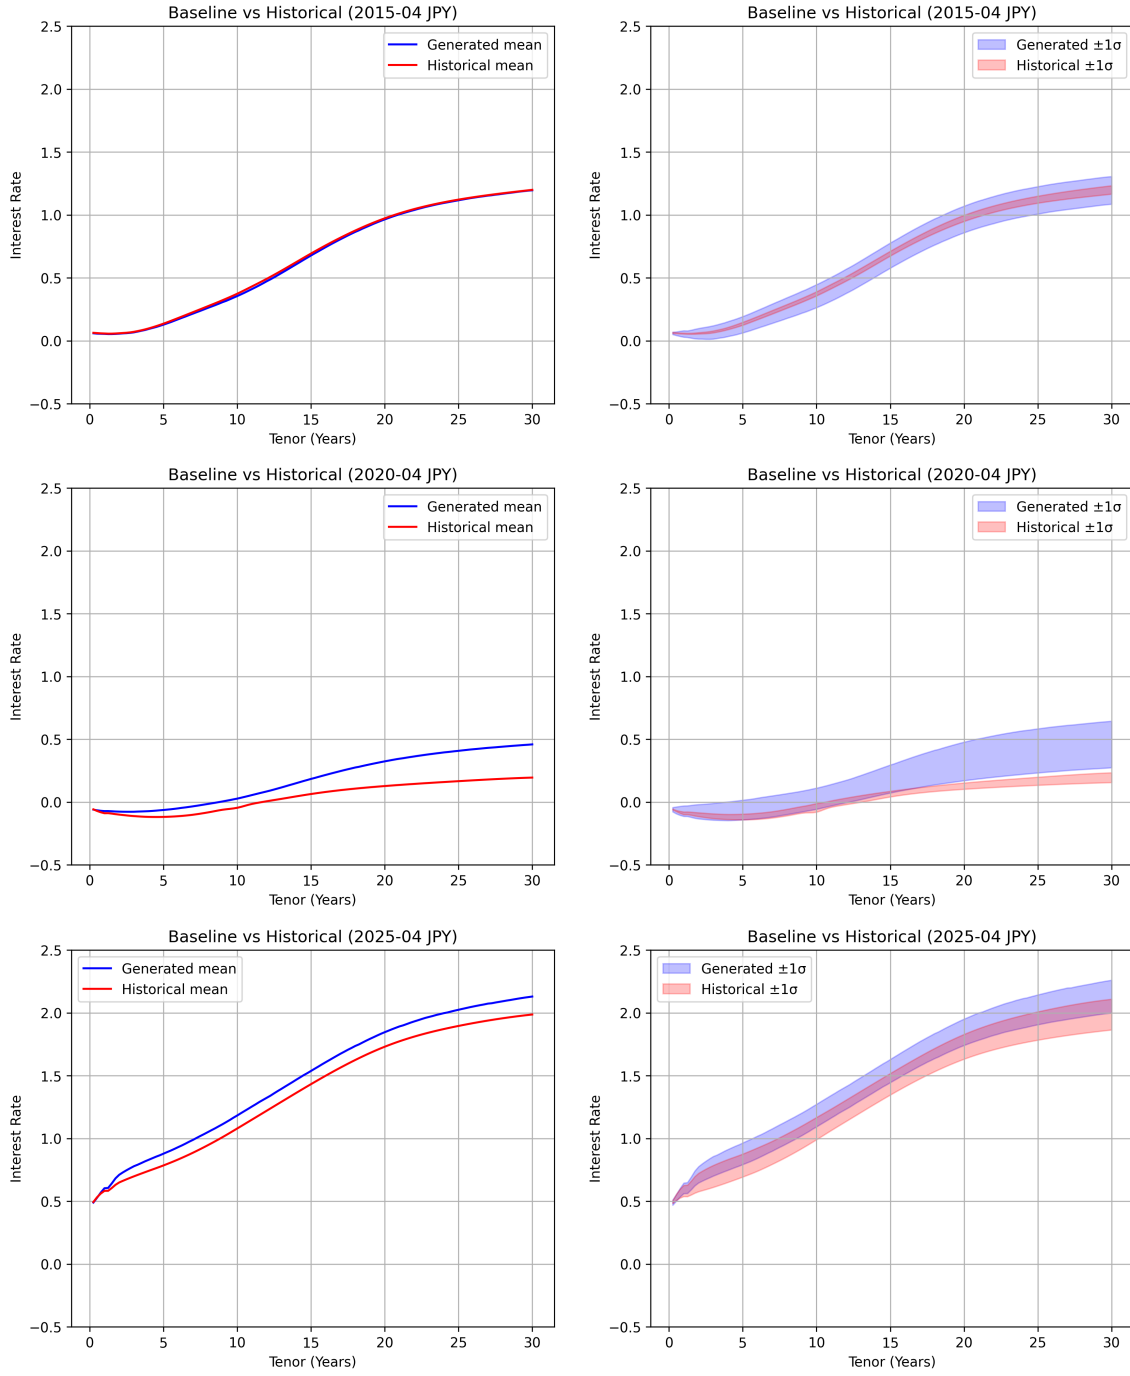 Baseline vs Historical (2015-04 JPY)
Generated mean
Historical mean
Interest Rate
2.5
2.0
1.5
1.0
0.5
0.0
−0.5
0 5 10 15 20 25 30
Tenor (Years)
Baseline vs Historical (2015-04 JPY)
Generated ±1σ
Historical ±1σ
Interest Rate
2.5
2.0
1.5
1.0
0.5
0.0
−0.5
0 5 10 15 20 25 30
Tenor (Years)
Baseline vs Historical (2020-04 JPY)
Generated mean
Historical mean
Interest Rate
2.5
2.0
1.5
1.0
0.5
0.0
−0.5
0 5 10 15 20 25 30
Tenor (Years)
Baseline vs Historical (2020-04 JPY)
Generated ±1σ
Historical ±1σ
Interest Rate
2.5
2.0
1.5
1.0
0.5
0.0
−0.5
0 5 10 15 20 25 30
Tenor (Years)
Baseline vs Historical (2025-04 JPY)
Generated mean
Historical mean
Interest Rate
2.5
2.0
1.5
1.0
0.5
0.0
−0.5
0 5 10 15 20 25 30
Tenor (Years)
Baseline vs Historical (2025-04 JPY)
Generated ±1σ
Historical ±1σ
Interest Rate
2.5
2.0
1.5
1.0
0.5
0.0
−0.5
0 5 10 15 20 25 30
Tenor (Years)